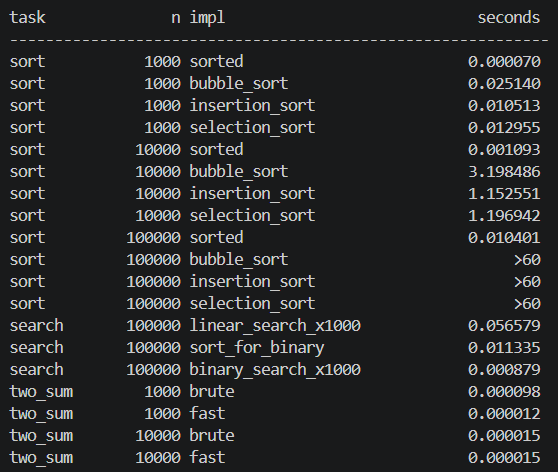 task                 n impl                            seconds
------------------------------------------------------------
sort              1000 sorted                         0.000070
sort              1000 bubble_sort                    0.025140
sort              1000 insertion_sort                 0.010513
sort              1000 selection_sort                 0.012955
sort             10000 sorted                         0.001093
sort             10000 bubble_sort                    3.198486
sort             10000 insertion_sort                 1.152551
sort             10000 selection_sort                 1.196942
sort            100000 sorted                         0.010401
sort            100000 bubble_sort                         >60
sort            100000 insertion_sort                      >60
sort            100000 selection_sort                      >60
search          100000 linear_search_x1000            0.056579
search          100000 sort_for_binary                0.011335
search          100000 binary_search_x1000            0.000879
two_sum           1000 brute                          0.000098
two_sum           1000 fast                           0.000012
two_sum          10000 brute                          0.000015
two_sum          10000 fast                           0.000015